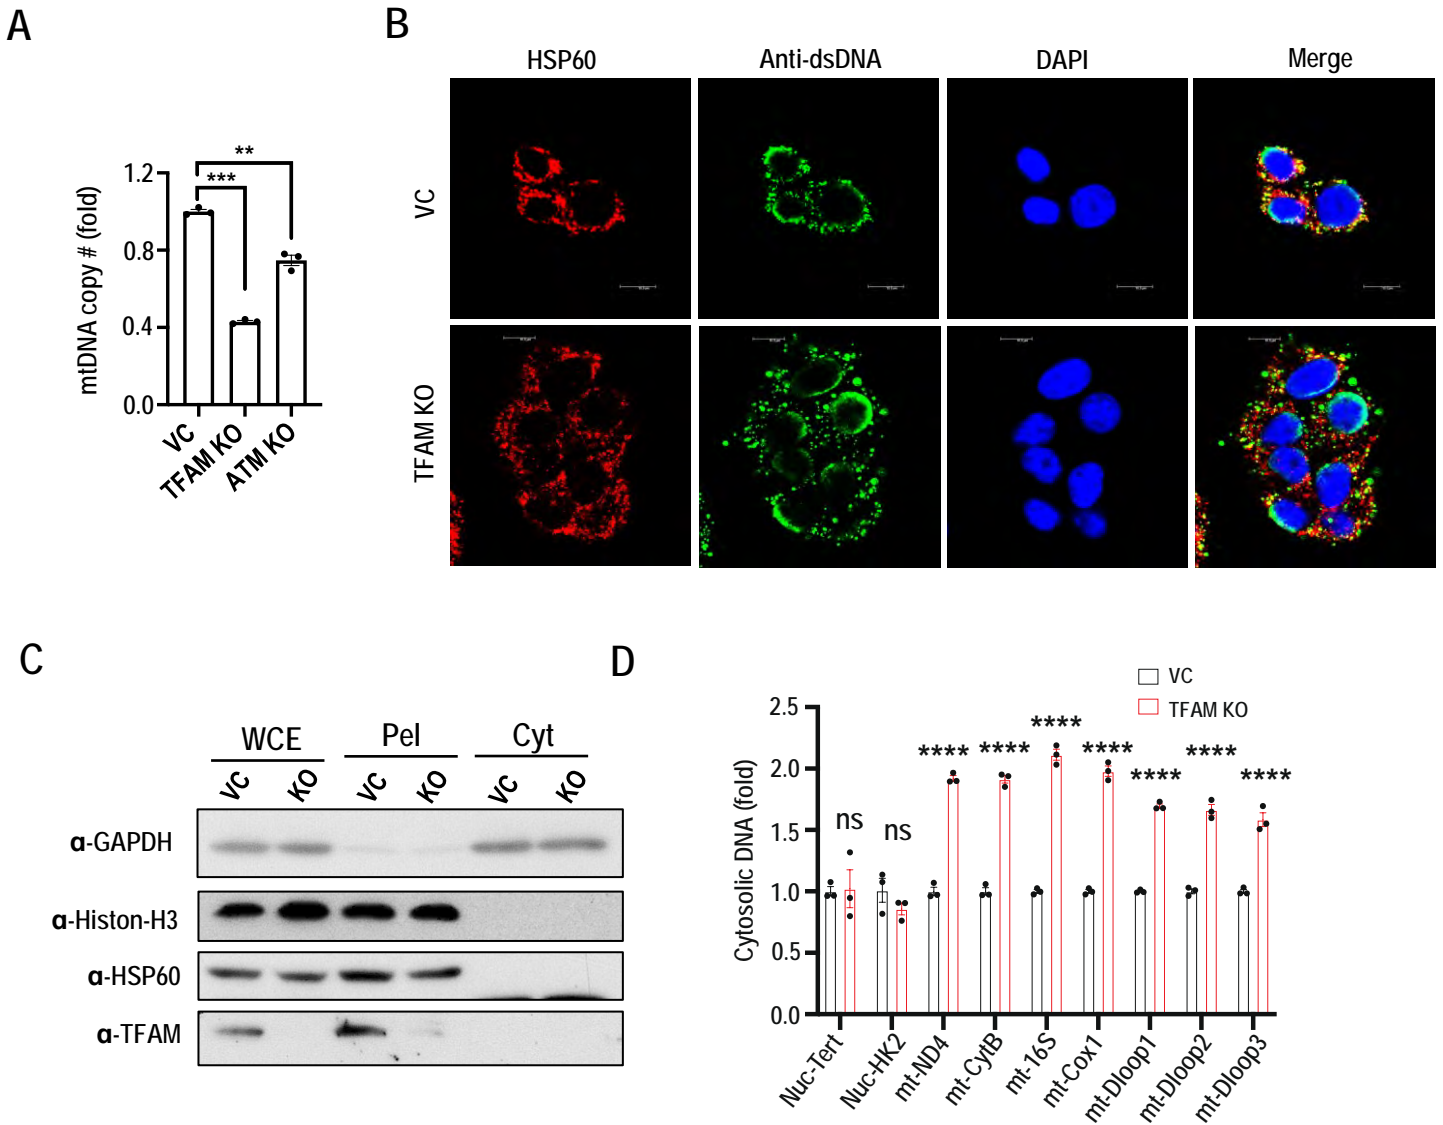 A
mtDNA copy # (fold)
1.2
0.8
0.4
0.0
**
***
VC
TFAM KO
ATM KO
B
HSP60
Anti-dsDNA
DAPI
Merge
VC
TFAM KO
C
WCE
Pel
Cyt
VC
KO
VC
KO
VC
KO
α-GAPDH
α-Histon-H3
α-HSP60
α-TFAM
D
VC
TFAM KO
Cytosolic DNA (fold)
2.5
2.0
1.5
1.0
0.5
0.0
ns
ns
****
****
****
****
****
****
****
Nuc-Tert
Nuc-HK2
mt-ND4
mt-CytB
mt-16S
mt-Cox1
mt-Dloop1
mt-Dloop2
mt-Dloop3